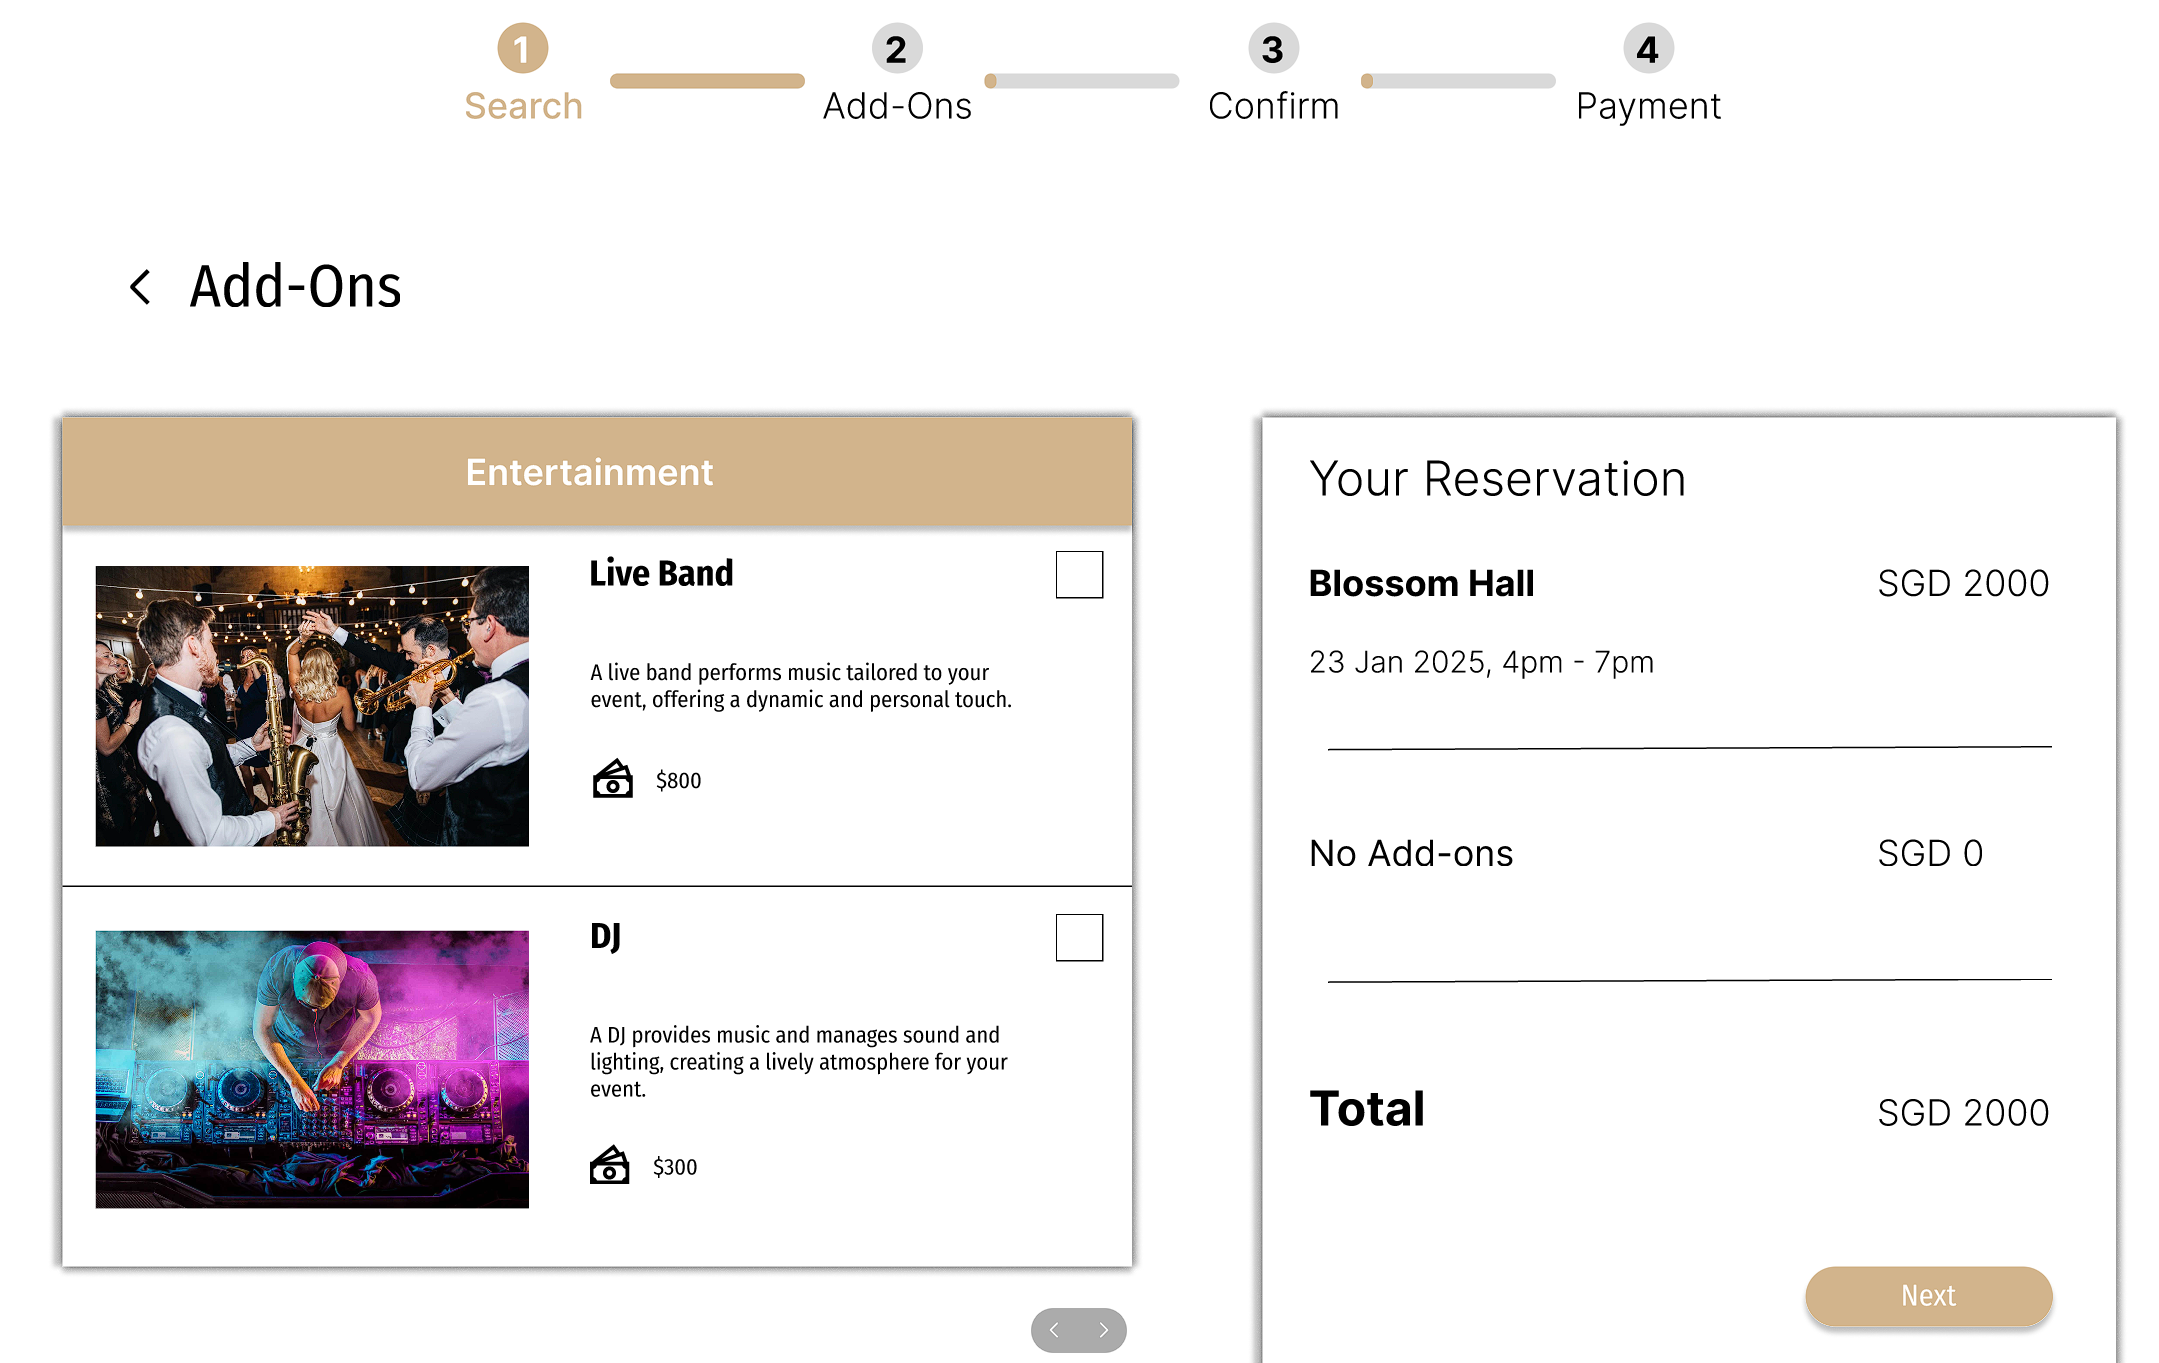 1
Search
2
Add-Ons
3
Confirm
4
Payment
Add-Ons
Entertainment
Live Band
A live band performs music tailored to your
event, offering a dynamic and personal touch.
$800
DJ
A DJ provides music and manages sound and
lighting, creating a lively atmosphere for your
event.
$300
Your Reservation
Blossom Hall SGD 2000
23 Jan 2025, 4pm - 7pm
No Add-ons SGD 0
Total SGD 2000
Next